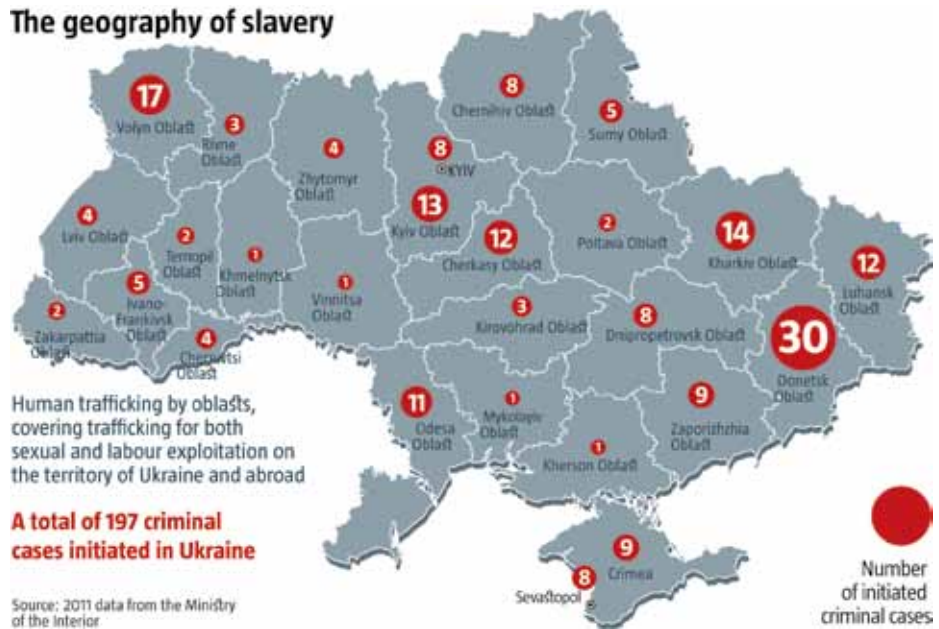 The geography of slavery
17
Volyn Oblast
3
Rivne
Oblast
4
Zhytomyr
Oblast
8
KYIV
13
Kyiv Oblast
8
Chernihiv Oblast
5
Sumy Oblast
4
Lviv Oblast
2
Ternopil
Oblast
1
Khmelnytsk
Oblast
1
Vinnitsa
Oblast
12
Cherkasy Oblast
2
Poltava Oblast
14
Kharkiv Oblast
12
Luhansk
Oblast
2
Zakarpattia
Oblast
5
Ivano-
Frankivsk
Oblast
4
Chernivtsi
Oblast
3
Kirovohrad Oblast
8
Dnipropetrovsk Oblast
30
Donetsk
Oblast
11
Odesa
Oblast
1
Mykolayiv
Oblast
1
Kherson Oblast
9
Zaporizhzhia
Oblast
9
Crimea
8
Sevastopol
Human trafficking by oblasts,
covering trafficking for both
sexual and labour exploitation on
the territory of Ukraine and abroad
A total of 197 criminal
cases initiated in Ukraine
Source: 2011 data from the Ministry
of the Interior
Number
of initiated
criminal cases